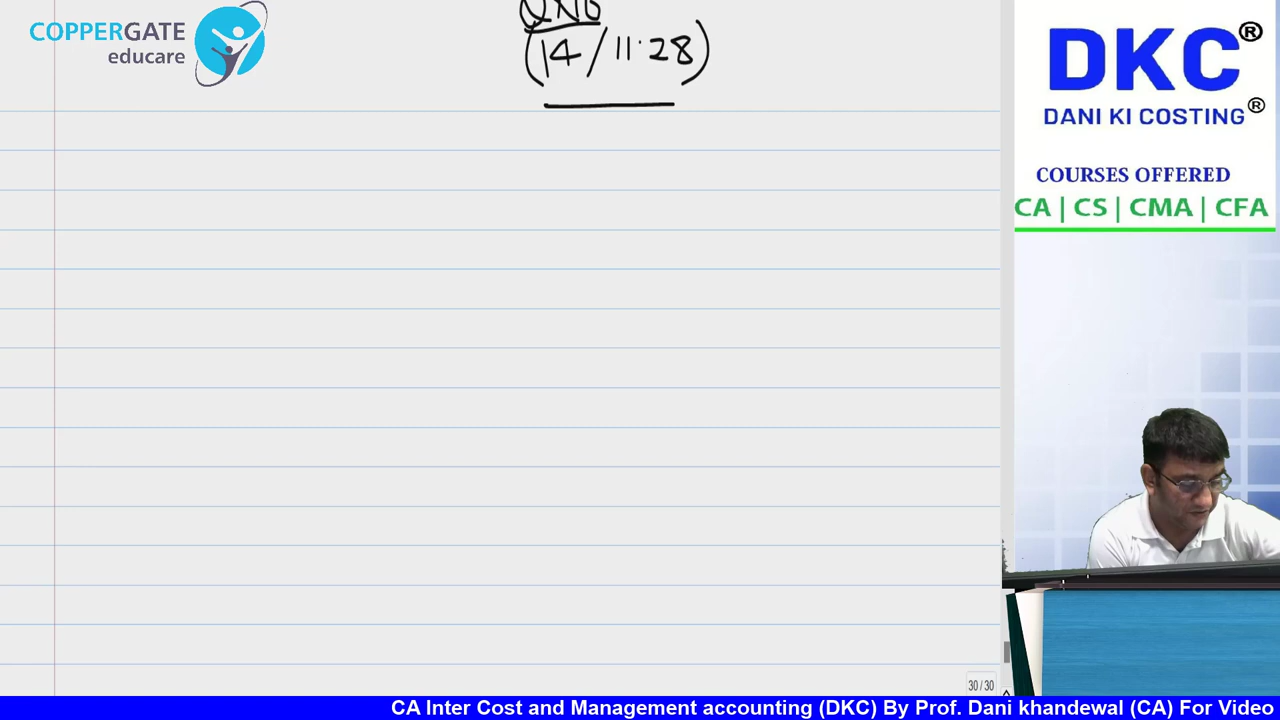 COPPERGATE
educare
Q.NO
(14/11.28)
DKC®
DANI KI COSTING®
COURSES OFFERED
CA | CS | CMA | CFA
30/30
CA Inter Cost and Management accounting (DKC) By Prof. Dani khandewal (CA) For Video